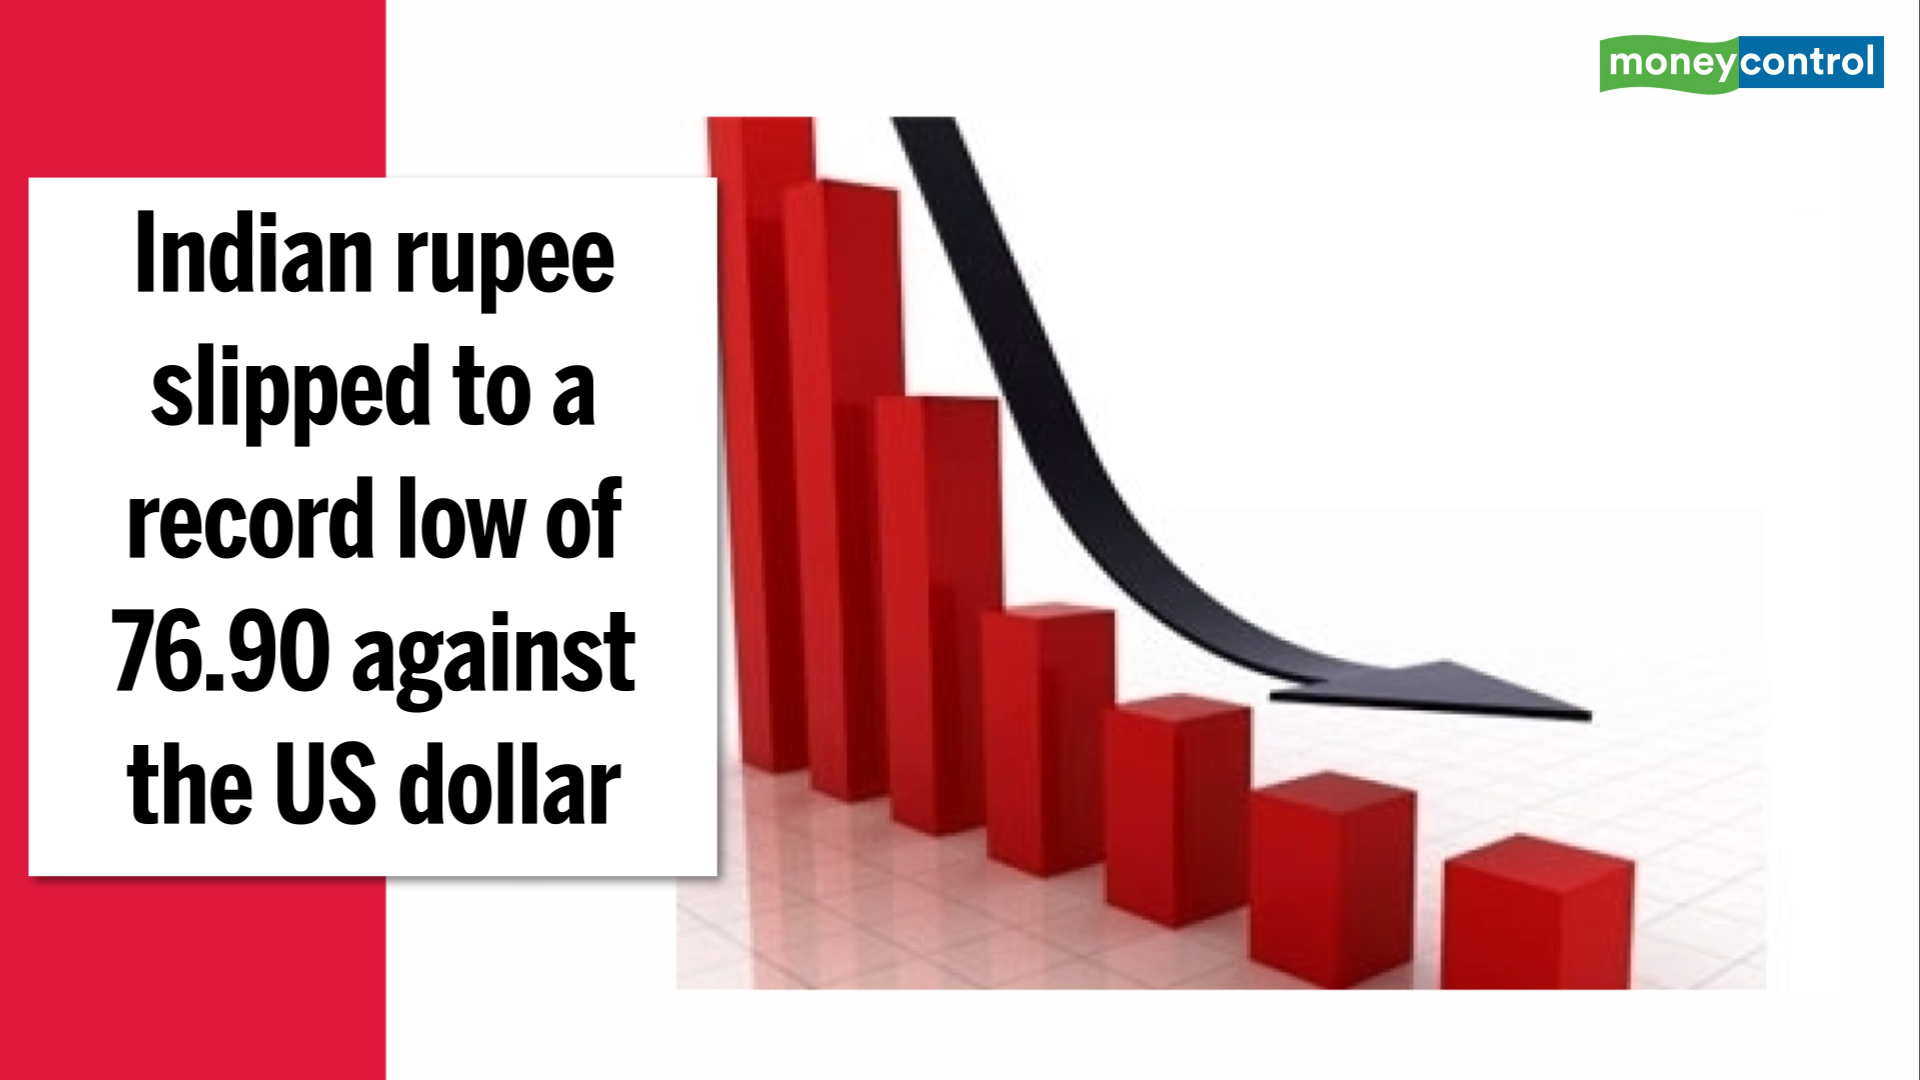 moneycontrol
Indian rupee
slipped to a
record low of
76.90 against
the US dollar